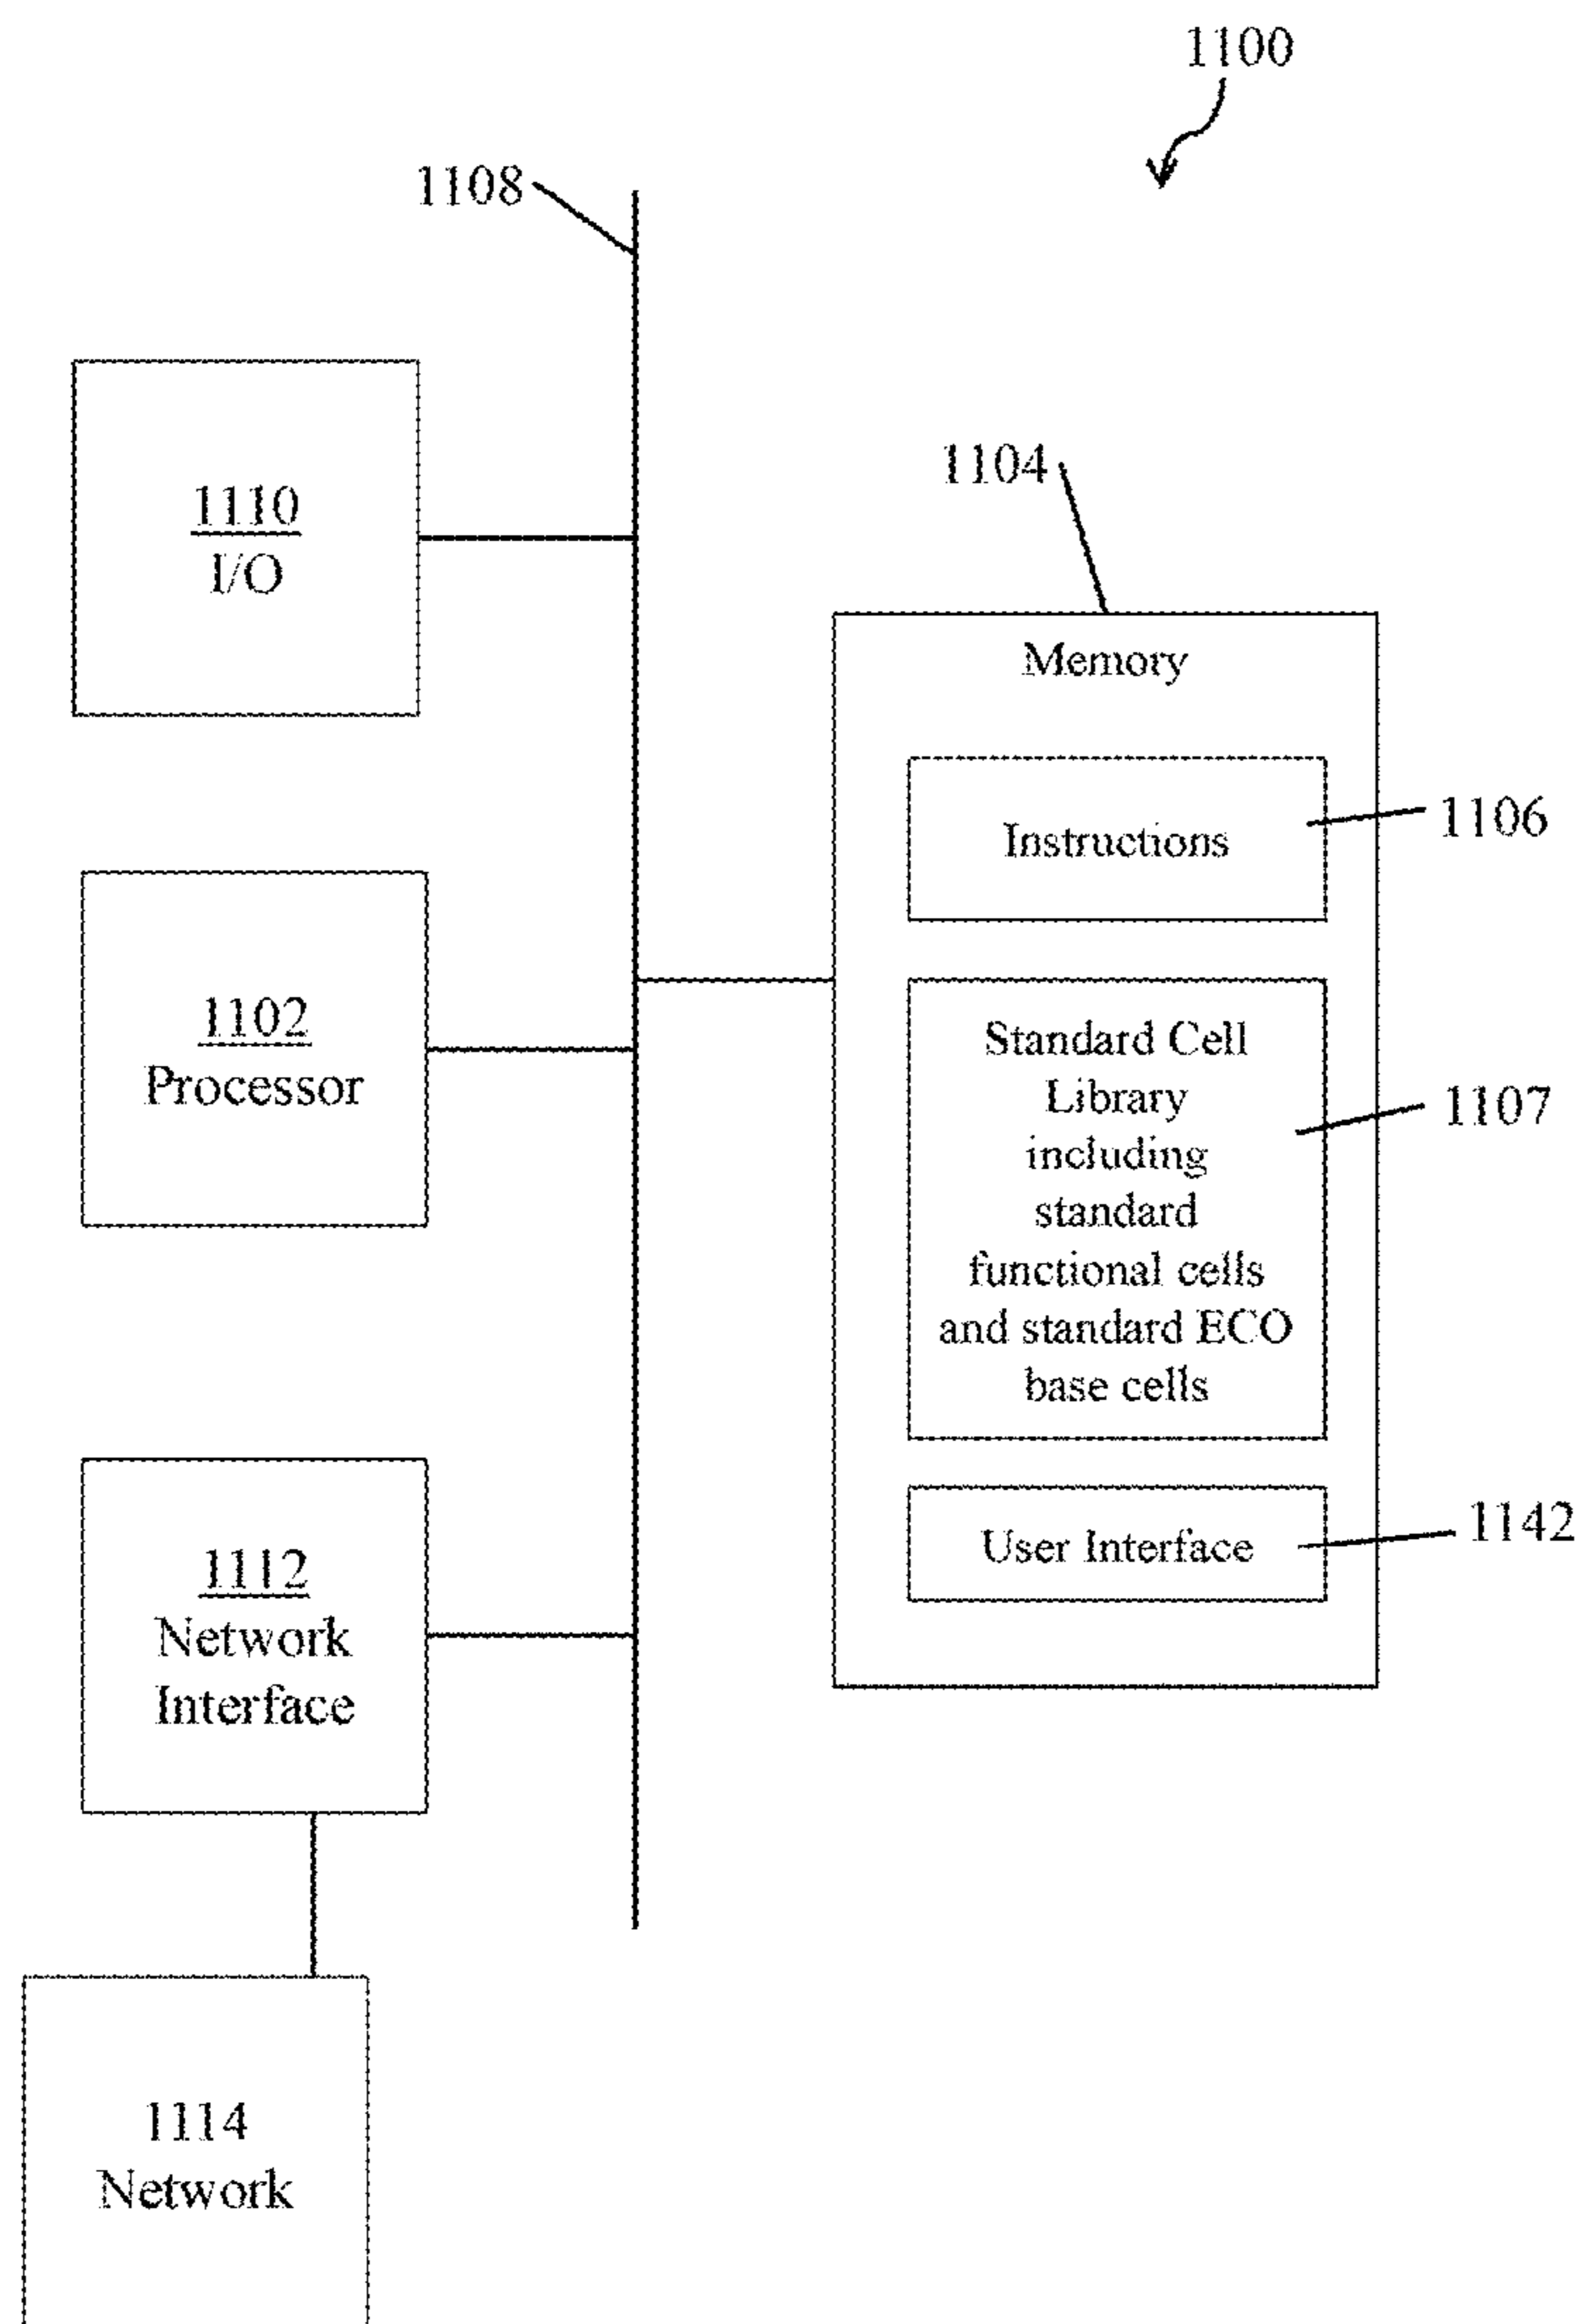 1100
1108
1110
I/O
1104
Memory
Instructions
1106
1102
Processor
Standard Cell
Library
including
standard
functional cells
and standard ECO
base cells
1107
1112
Network
Interface
User Interface
1142
1114
Network